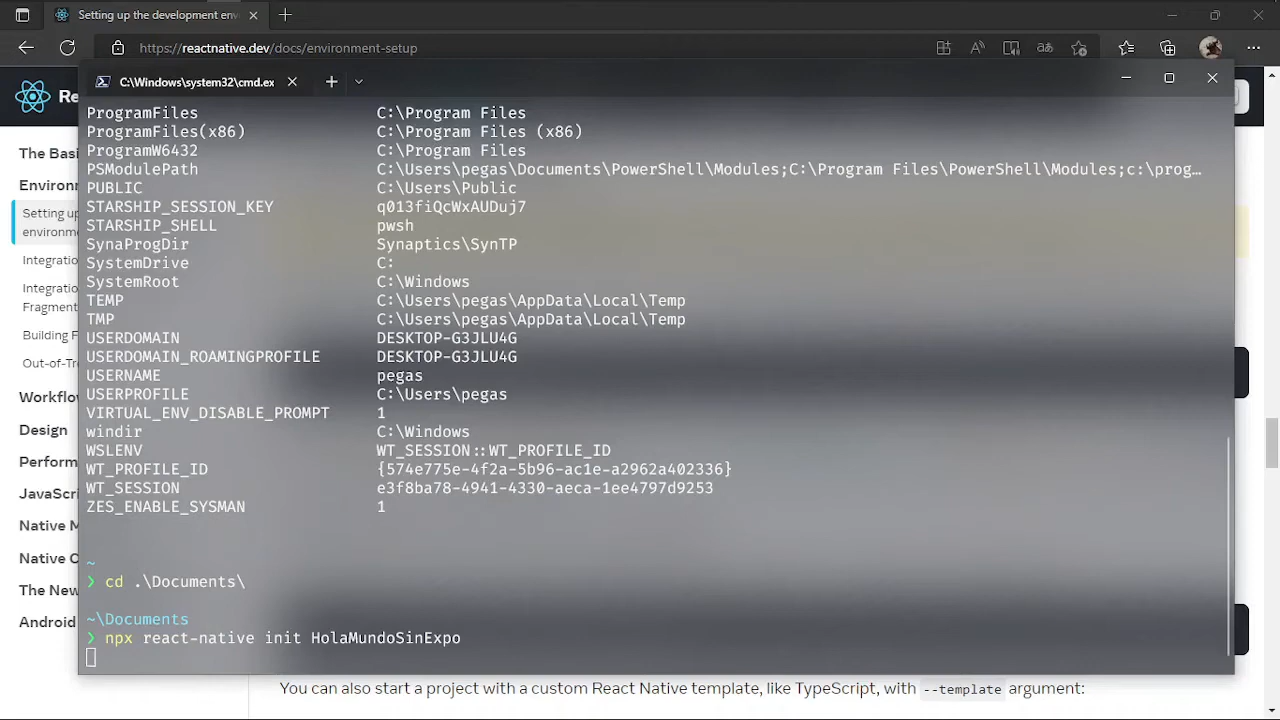 Setting up the development env
https://reactnative.dev/docs/environment-setup
C:\Windows\system32\cmd.ex
Re
The Basi
Environ
Setting up
environme
Integratio
Integratio
Fragment
Building F
Out-of-Tre
Workflow
Design
Perform
JavaScri
Native M
Native C
The New
Android
ProgramFiles C:\Program Files
ProgramFiles(x86) C:\Program Files (x86)
ProgramW6432 C:\Program Files
PSModulePath C:\Users\pegas\Documents\PowerShell\Modules;C:\Program Files\PowerShell\Modules;c:\prog…
PUBLIC C:\Users\Public
STARSHIP_SESSION_KEY q013fiQcWxAUDuj7
STARSHIP_SHELL pwsh
SynaProgDir Synaptics\SynTP
SystemDrive C:
SystemRoot C:\Windows
TEMP C:\Users\pegas\AppData\Local\Temp
TMP C:\Users\pegas\AppData\Local\Temp
USERDOMAIN DESKTOP-G3JLU4G
USERDOMAIN_ROAMINGPROFILE DESKTOP-G3JLU4G
USERNAME pegas
USERPROFILE C:\Users\pegas
VIRTUAL_ENV_DISABLE_PROMPT 1
windir C:\Windows
WSLENV WT_SESSION::WT_PROFILE_ID
WT_PROFILE_ID {574e775e-4f2a-5b96-ac1e-a2962a402336}
WT_SESSION e3f8ba78-4941-4330-aeca-1ee4797d9253
ZES_ENABLE_SYSMAN 1
~
❯ cd .\Documents\
~\Documents
❯ npx react-native init HolaMundoSinExpo
You can also start a project with a custom React Native template, like TypeScript, with --template argument: